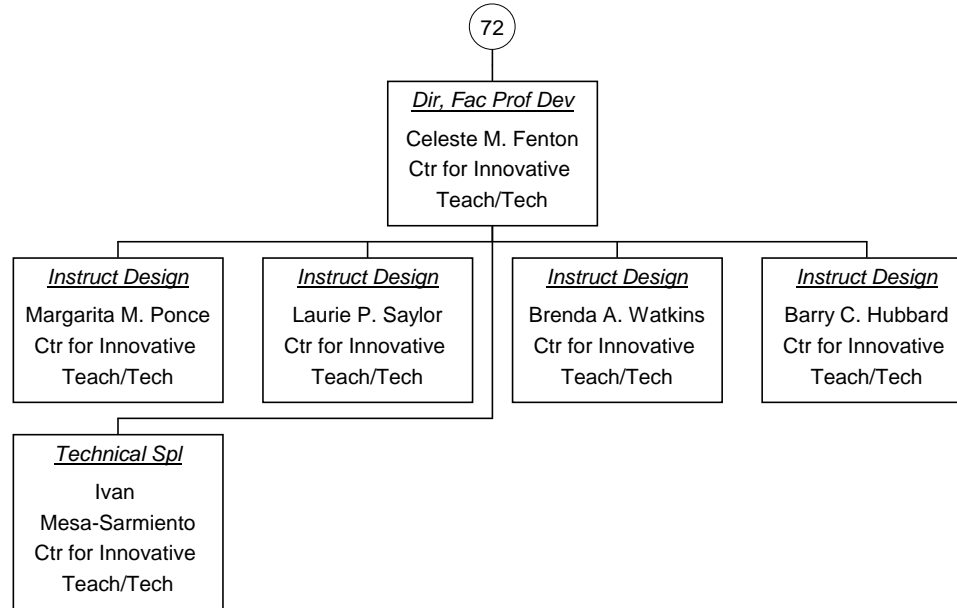 72
Dir, Fac Prof Dev
Celeste M. Fenton
Ctr for Innovative
Teach/Tech
Instruct Design
Margarita M. Ponce
Ctr for Innovative
Teach/Tech
Instruct Design
Laurie P. Saylor
Ctr for Innovative
Teach/Tech
Instruct Design
Brenda A. Watkins
Ctr for Innovative
Teach/Tech
Instruct Design
Barry C. Hubbard
Ctr for Innovative
Teach/Tech
Technical Spl
Ivan
Mesa-Sarmiento
Ctr for Innovative
Teach/Tech